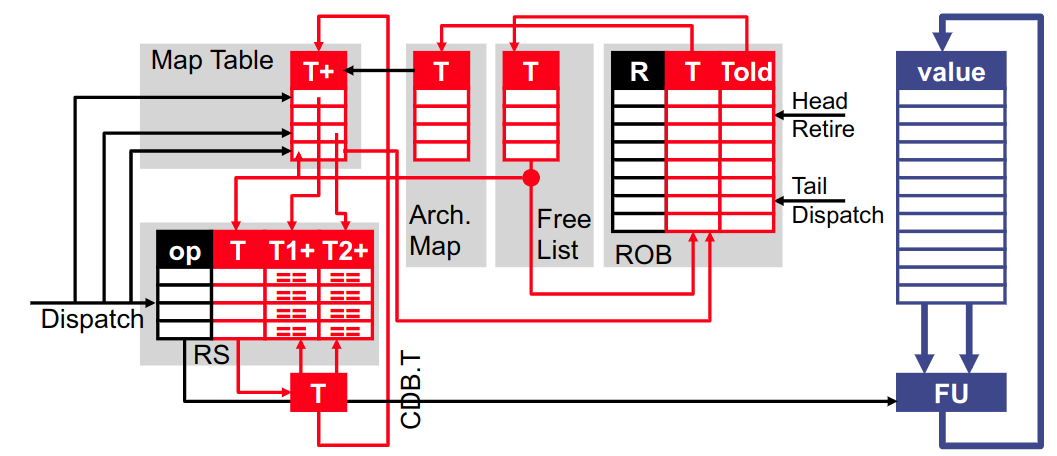 Map Table
T+
T
T
R T Told
value
Head
Retire
Tail
Dispatch
Arch.
Map
Free
List
ROB
op T T1+ T2+
== ==
== ==
== ==
== ==
Dispatch
RS
T
CDB.T
FU